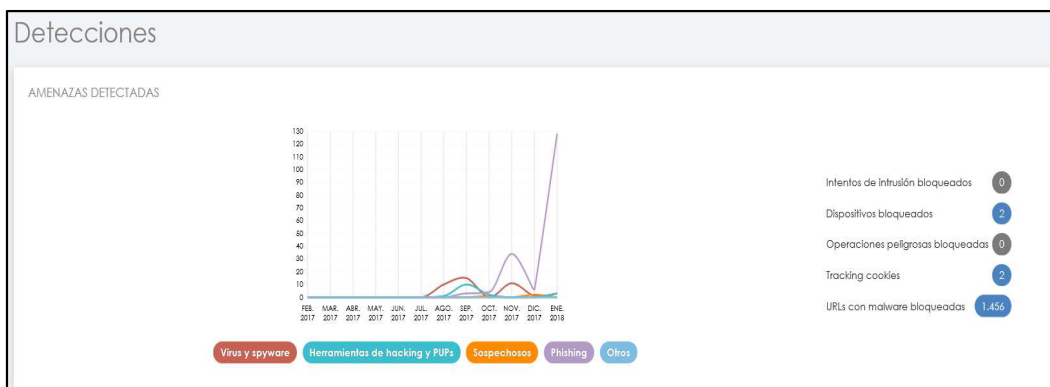 Detecciones
AMENAZAS DETECTADAS
130
120
110
100
90
80
70
60
50
40
30
20
10
0
FEB. MAR. ABR. MAY. JUN. JUL. AGO. SEP. OCT. NOV. DIC. ENE.
2017 2017 2017 2017 2017 2017 2017 2017 2017 2017 2017 2018
Virus y spyware Herramientas de hacking y PUPs Sospechosos Phishing Otros
Intentos de intrusión bloqueados 0
Dispositivos bloqueados 2
Operaciones peligrosas bloqueadas 0
Tracking cookies 2
URLs con malware bloqueadas 1.456